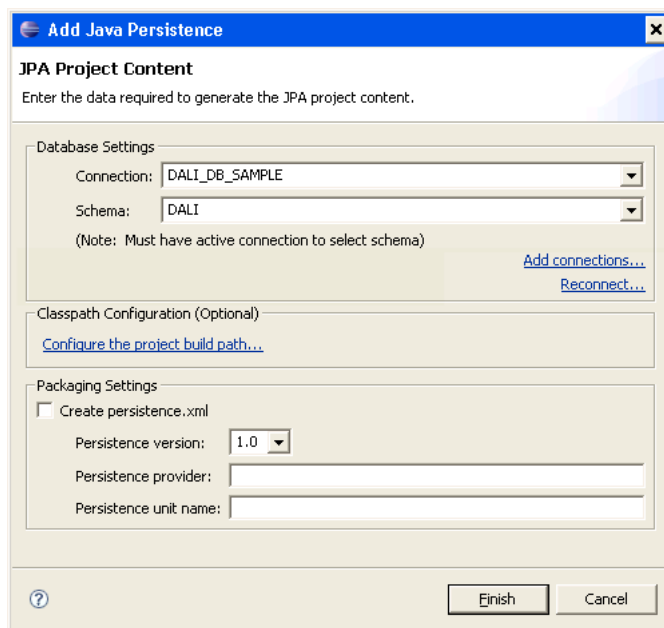 Add Java Persistence
JPA Project Content
Enter the data required to generate the JPA project content.
Database Settings
Connection: DALI_DB_SAMPLE
Schema: DALI
(Note: Must have active connection to select schema)
Add connections...
Reconnect...
Classpath Configuration (Optional)
Configure the project build path...
Packaging Settings
Create persistence.xml
Persistence version: 1.0
Persistence provider:
Persistence unit name:
? Finish Cancel